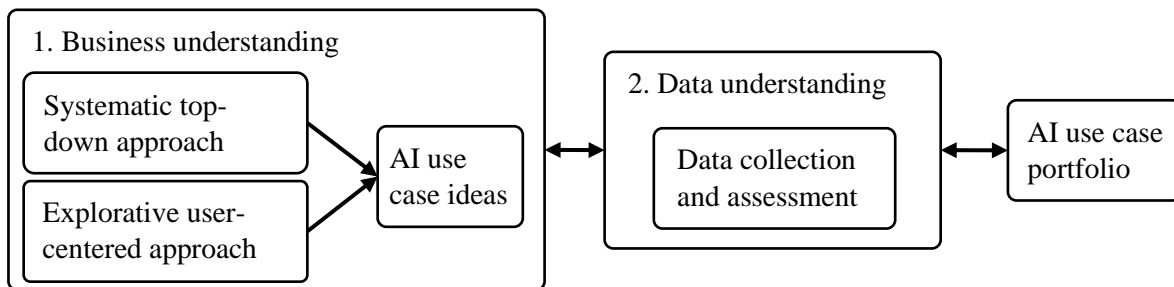 1. Business understanding
Systematic top-
down approach
Explorative user-
centered approach
AI use
case ideas
2. Data understanding
Data collection
and assessment
AI use case
portfolio